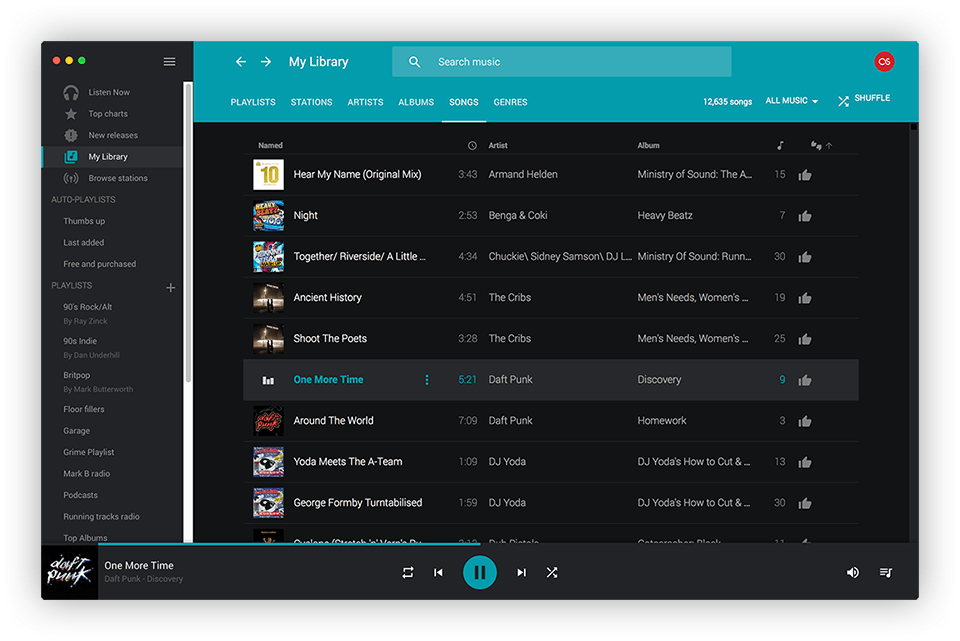 My Library
Search music
PLAYLISTS STATIONS ARTISTS ALBUMS SONGS GENRES
12,635 songs ALL MUSIC SHUFFLE
Listen Now
Top charts
New releases
My Library
Browse stations
AUTO-PLAYLISTS
Thumbs up
Last added
Free and purchased
PLAYLISTS +
90's Rock/Alt
By Ray Zinck
90s Indie
By Dan Underhill
Britpop
By Mark Butterworth
Floor fillers
Garage
Grime Playlist
Mark B radio
Podcasts
Running tracks radio
Top Albums
Named Artist Album
10 Hear My Name (Original Mix) 3:43 Armand Helden Ministry of Sound: The A... 15
HEAVY BEATZ Night 2:53 Benga & Coki Heavy Beatz 7
Together/ Riverside/ A Little ... 4:34 Chuckie\ Sidney Samson\ DJ L... Ministry Of Sound: Runn... 30
Ancient History 4:51 The Cribs Men's Needs, Women's ... 19
Shoot The Poets 3:28 The Cribs Men's Needs, Women's ... 25
One More Time 5:21 Daft Punk Discovery 9
daft punk Around The World 7:09 Daft Punk Homework 3
Yoda Meets The A-Team 1:09 DJ Yoda DJ Yoda's How to Cut & ... 13
George Formby Turntabilised 1:59 DJ Yoda DJ Yoda's How to Cut & ... 30
daft punk
One More Time
Daft Punk - Discovery